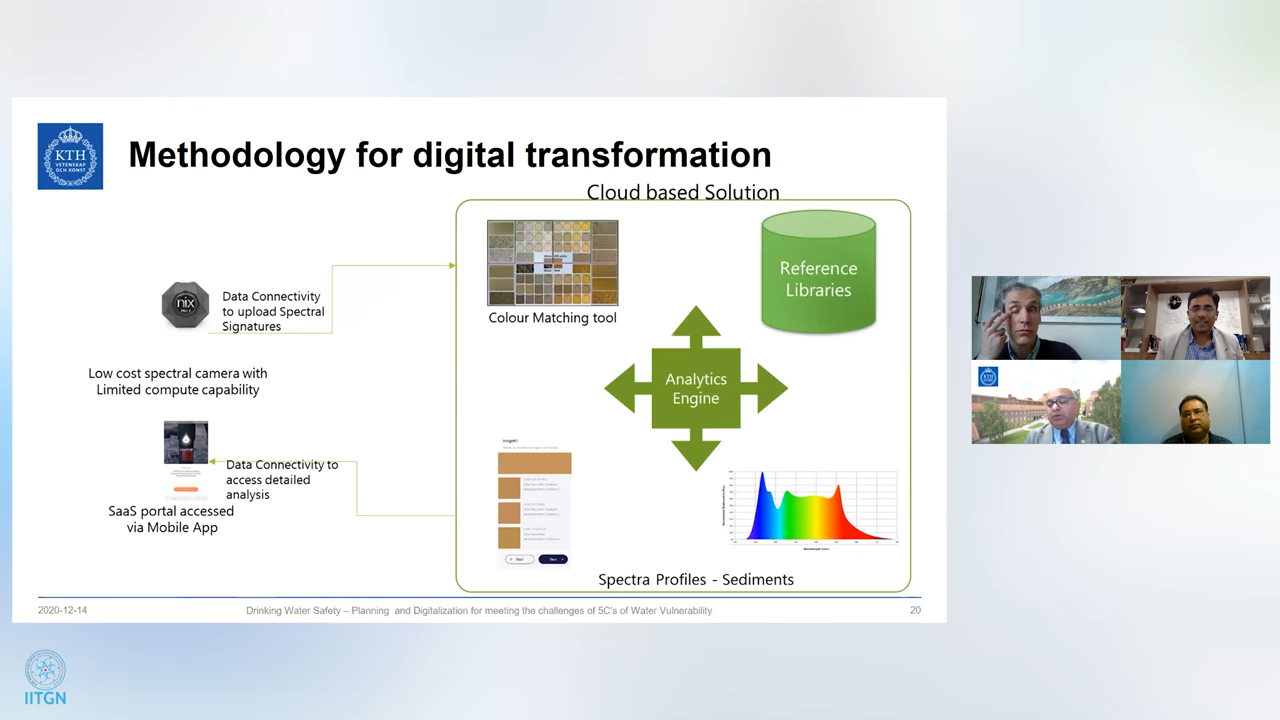 KTH
VETENSKAP
OCH KONST
Methodology for digital transformation
Cloud based Solution
nix
Data Connectivity
to upload Spectral
Signatures
Colour Matching tool
Reference
Libraries
Low cost spectral camera with
Limited compute capability
Analytics
Engine
Data Connectivity to
access detailed
analysis
SaaS portal accessed
via Mobile App
Back
Spectra Profiles - Sediments
2020-12-14
Drinking Water Safety – Planning and Digitalization for meeting the challenges of 5C's of Water Vulnerability
20
KTH
IITGN